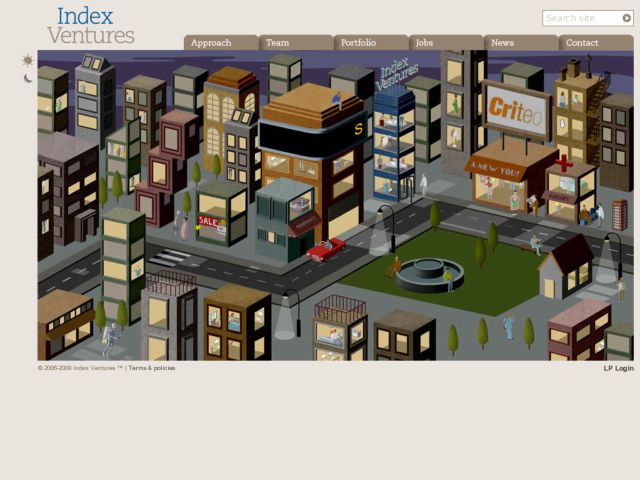 Index
Ventures
Search site
Approach
Team
Portfolio
Jobs
News
Contact
Index
Ventures
Criteo
S
A NEW YOU!
SALE
PHARMACY
© 2006-2009 Index Ventures ™ | Terms & policies
LP Login